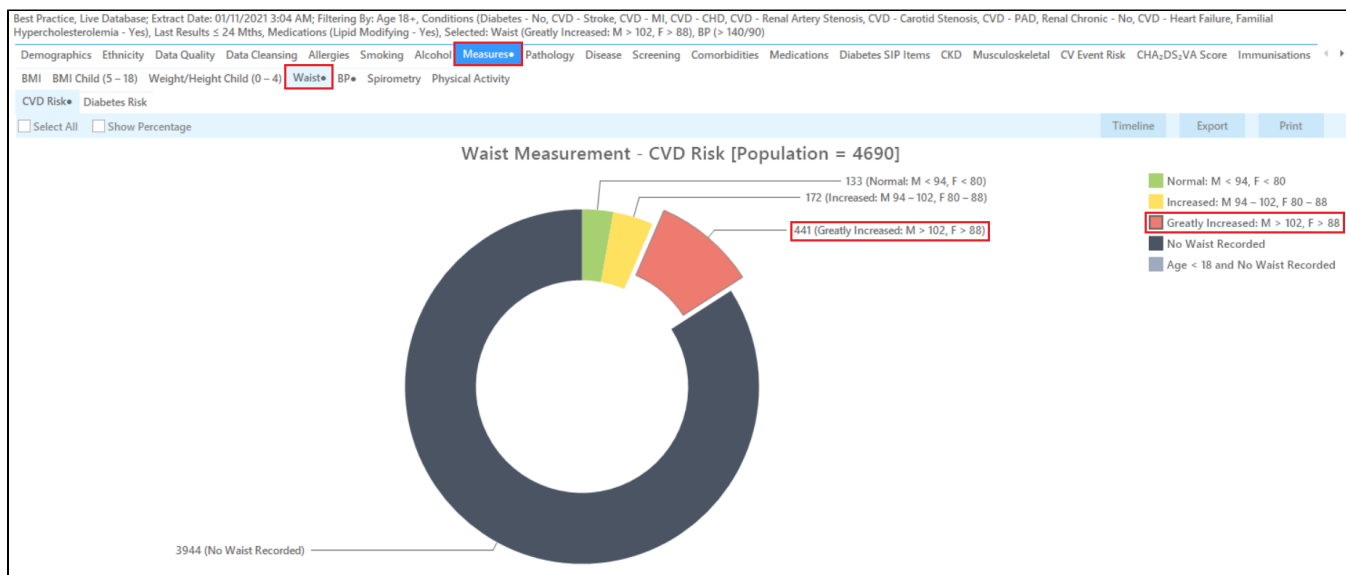 Best Practice, Live Database; Extract Date: 01/11/2021 3:04 AM; Filtering By: Age 18+, Conditions (Diabetes - No, CVD - Stroke, CVD - MI, CVD - CHD, CVD - Renal Artery Stenosis, CVD - Carotid Stenosis, CVD - PAD, Renal Chronic - No, CVD - Heart Failure, Familial
Hypercholesterolemia - Yes), Last Results ≤ 24 Mths, Medications (Lipid Modifying - Yes), Selected: Waist (Greatly Increased: M > 102, F > 88), BP (> 140/90)
Demographics Ethnicity Data Quality Data Cleansing Allergies Smoking Alcohol Measures• Pathology Disease Screening Comorbidities Medications Diabetes SIP Items CKD Musculoskeletal CV Event Risk CHA₂DS₂VA Score Immunisations
BMI BMI Child (5 – 18) Weight/Height Child (0 – 4) Waist• BP• Spirometry Physical Activity
CVD Risk• Diabetes Risk
Select All Show Percentage Timeline Export Print
Waist Measurement - CVD Risk [Population = 4690]
133 (Normal: M < 94, F < 80)
172 (Increased: M 94 – 102, F 80 – 88)
441 (Greatly Increased: M > 102, F > 88)
3944 (No Waist Recorded)
Normal: M < 94, F < 80
Increased: M 94 – 102, F 80 – 88
Greatly Increased: M > 102, F > 88
No Waist Recorded
Age < 18 and No Waist Recorded